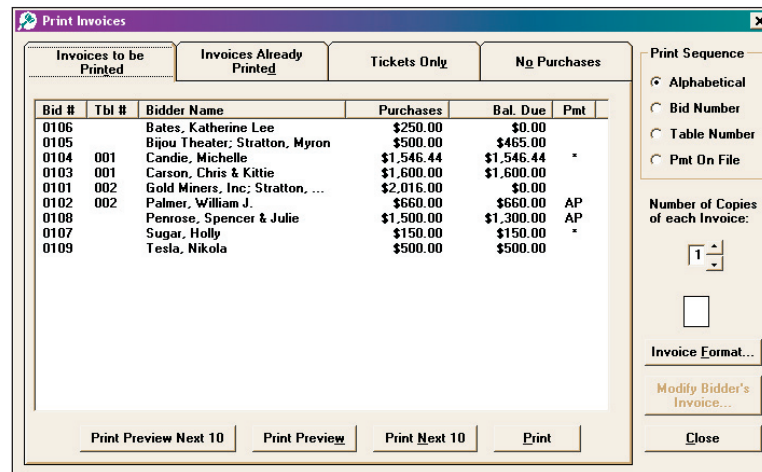 Print Invoices
Invoices to be
Printed
Invoices Already
Printed
Tickets Only
No Purchases
Bid # Tbl # Bidder Name Purchases Bal. Due Pmt
0106 Bates, Katherine Lee $250.00 $0.00
0105 Bijou Theater; Stratton, Myron $500.00 $465.00
0104 001 Candie, Michelle $1,546.44 $1,546.44 *
0103 001 Carson, Chris & Kittie $1,600.00 $1,600.00
0101 002 Gold Miners, Inc; Stratton, ... $2,016.00 $0.00
0102 002 Palmer, William J. $660.00 $660.00 AP
0108 Penrose, Spencer & Julie $1,500.00 $1,300.00 AP
0107 Sugar, Holly $150.00 $150.00 *
0109 Tesla, Nikola $500.00 $500.00
Print Preview Next 10 Print Preview Print Next 10 Print
Print Sequence
Alphabetical
Bid Number
Table Number
Pmt On File
Number of Copies
of each Invoice:
1
Invoice Format...
Modify Bidder's
Invoice...
Close